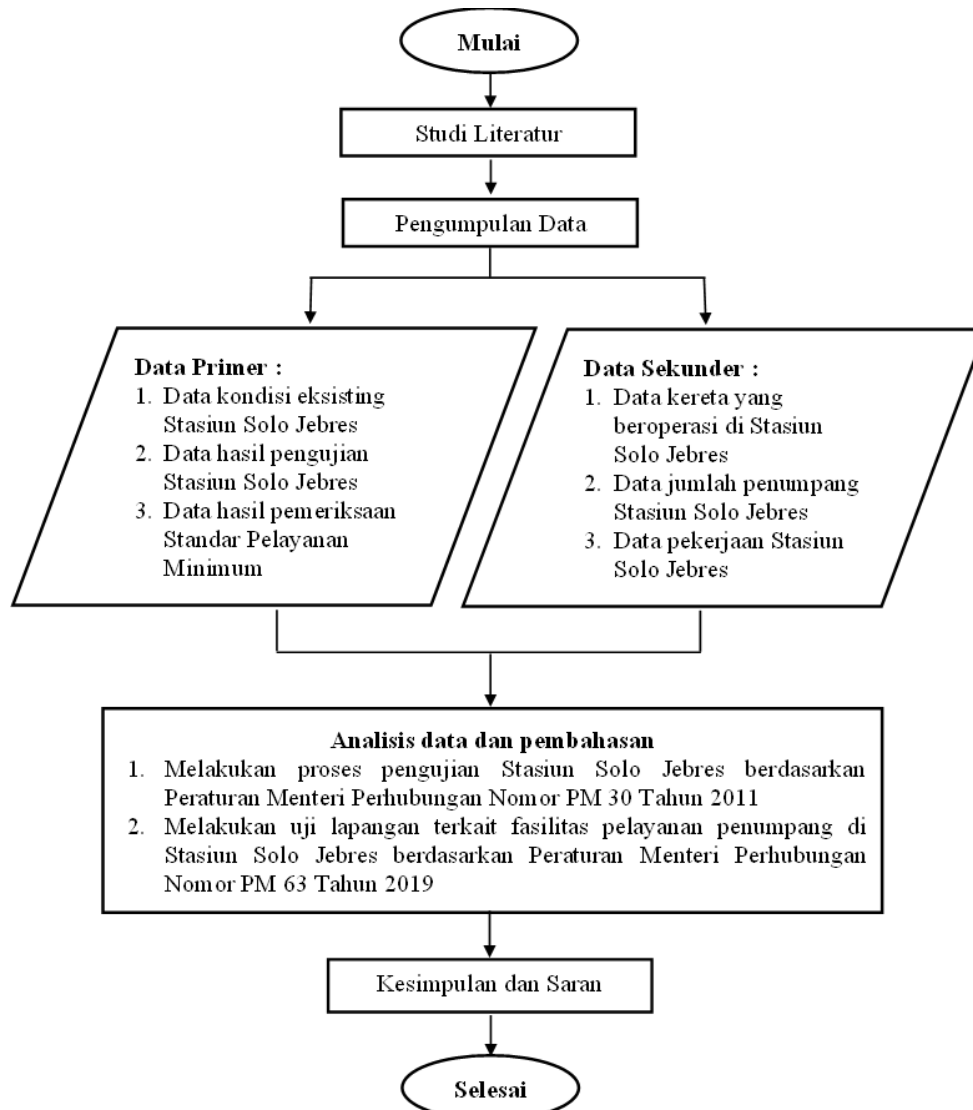 Mulai
Studi Literatur
Pengumpulan Data
Data Primer :
1. Data kondisi eksisting
Stasiun Solo Jebres
2. Data hasil pengujian
Stasiun Solo Jebres
3. Data hasil pemeriksaan
Standar Pelayanan
Minimum
Data Sekunder :
1. Data kereta yang
beroperasi di Stasiun
Solo Jebres
2. Data jumlah penumpang
Stasiun Solo Jebres
3. Data pekerjaan Stasiun
Solo Jebres
Analisis data dan pembahasan
1. Melakukan proses pengujian Stasiun Solo Jebres berdasarkan
Peraturan Menteri Perhubungan Nomor PM 30 Tahun 2011
2. Melakukan uji lapangan terkait fasilitas pelayanan penumpang di
Stasiun Solo Jebres berdasarkan Peraturan Menteri Perhubungan
Nomor PM 63 Tahun 2019
Kesimpulan dan Saran
Selesai